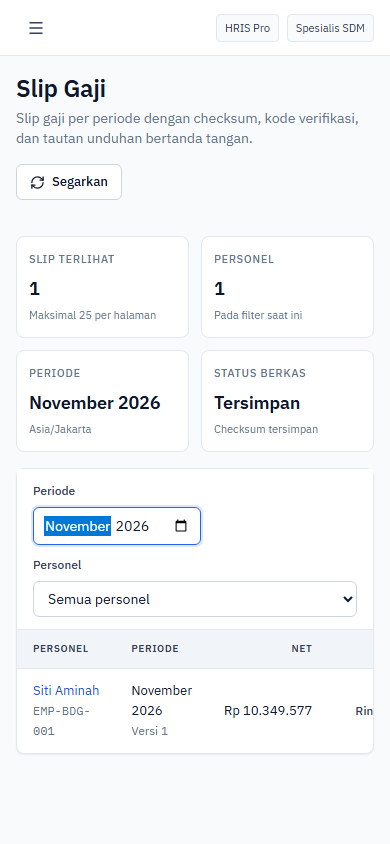 HRIS Pro
Spesialis SDM
Slip Gaji
Slip gaji per periode dengan checksum, kode verifikasi,
dan tautan unduhan bertanda tangan.
Segarkan
SLIP TERLIHAT
1
Maksimal 25 per halaman
PERSONEL
1
Pada filter saat ini
PERIODE
November 2026
Asia/Jakarta
STATUS BERKAS
Tersimpan
Checksum tersimpan
Periode
November 2026
Personel
Semua personel
PERSONEL PERIODE NET
Siti Aminah
EMP-BDG-
001
November
2026
Versi 1
Rp 10.349.577
Rin